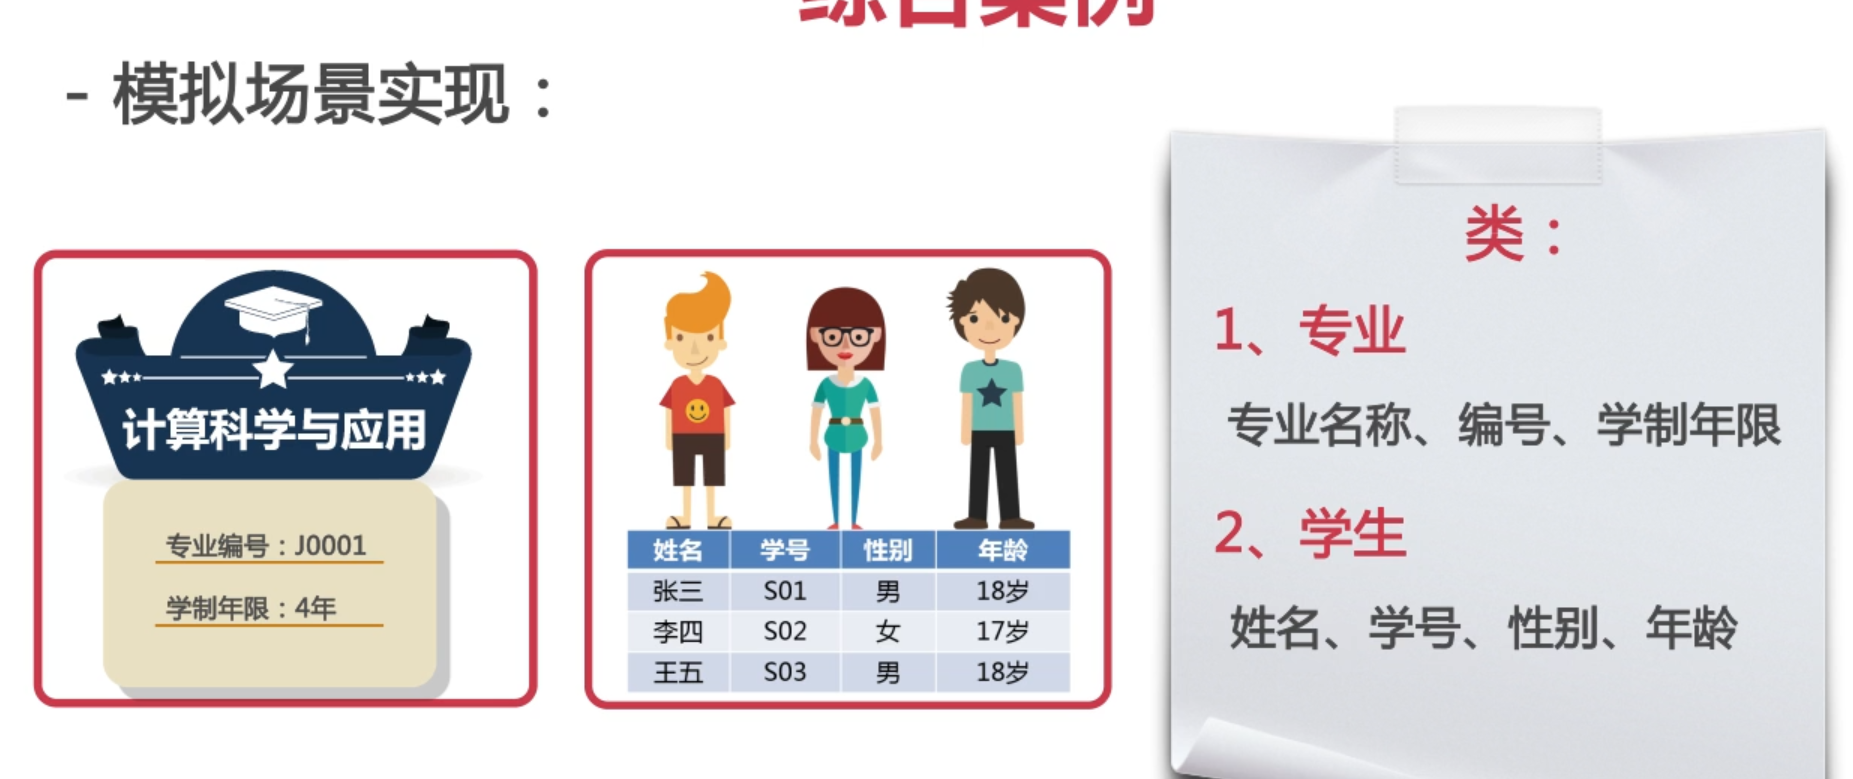 综合案例
- 模拟场景实现：
计算科学与应用
专业编号：J0001
学制年限：4年
姓名 学号 性别 年龄
张三 S01 男 18岁
李四 S02 女 17岁
王五 S03 男 18岁
类：
1、专业
专业名称、编号、学制年限
2、学生
姓名、学号、性别、年龄